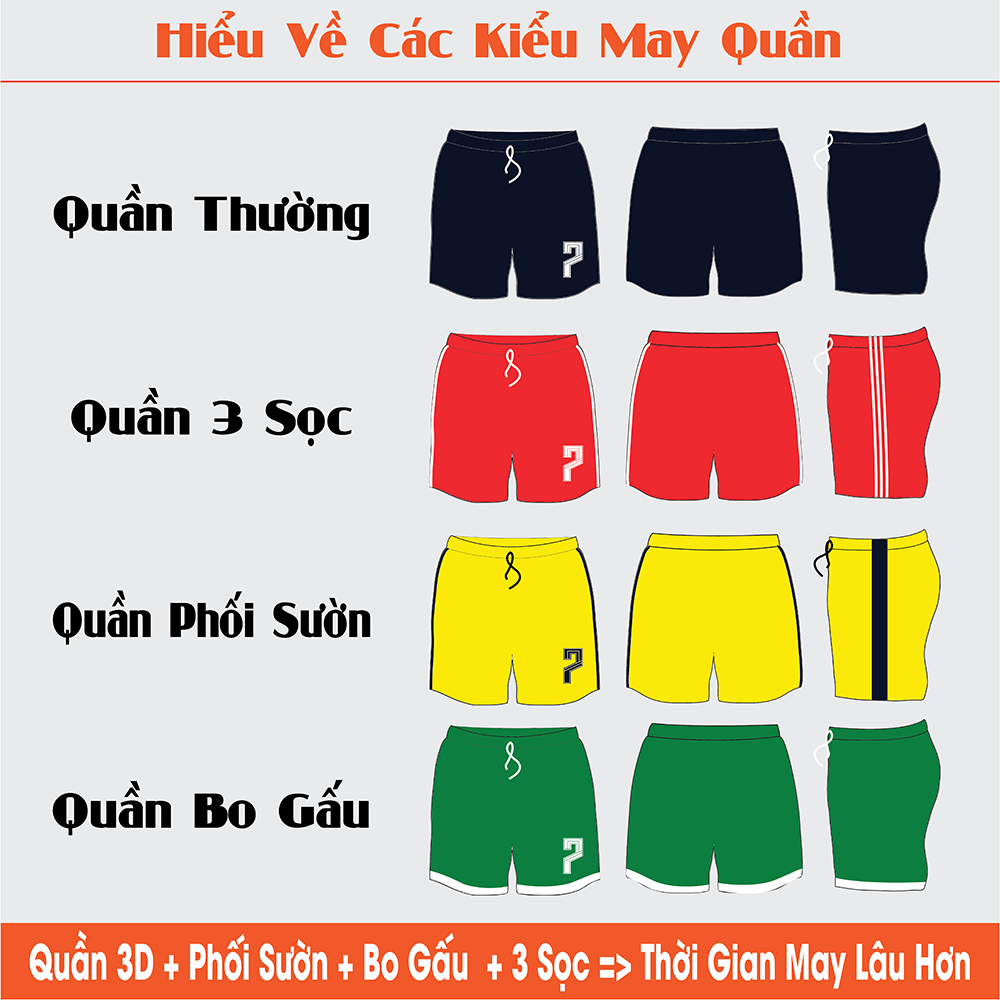 Hiểu Về Các Kiểu May Quần
Quần Thường
7
Quần 3 Sọc
7
Quần Phối Sườn
7
Quần Bo Gấu
7
Quần 3D + Phối Sườn + Bo Gấu + 3 Sọc => Thời Gian May Lâu Hơn